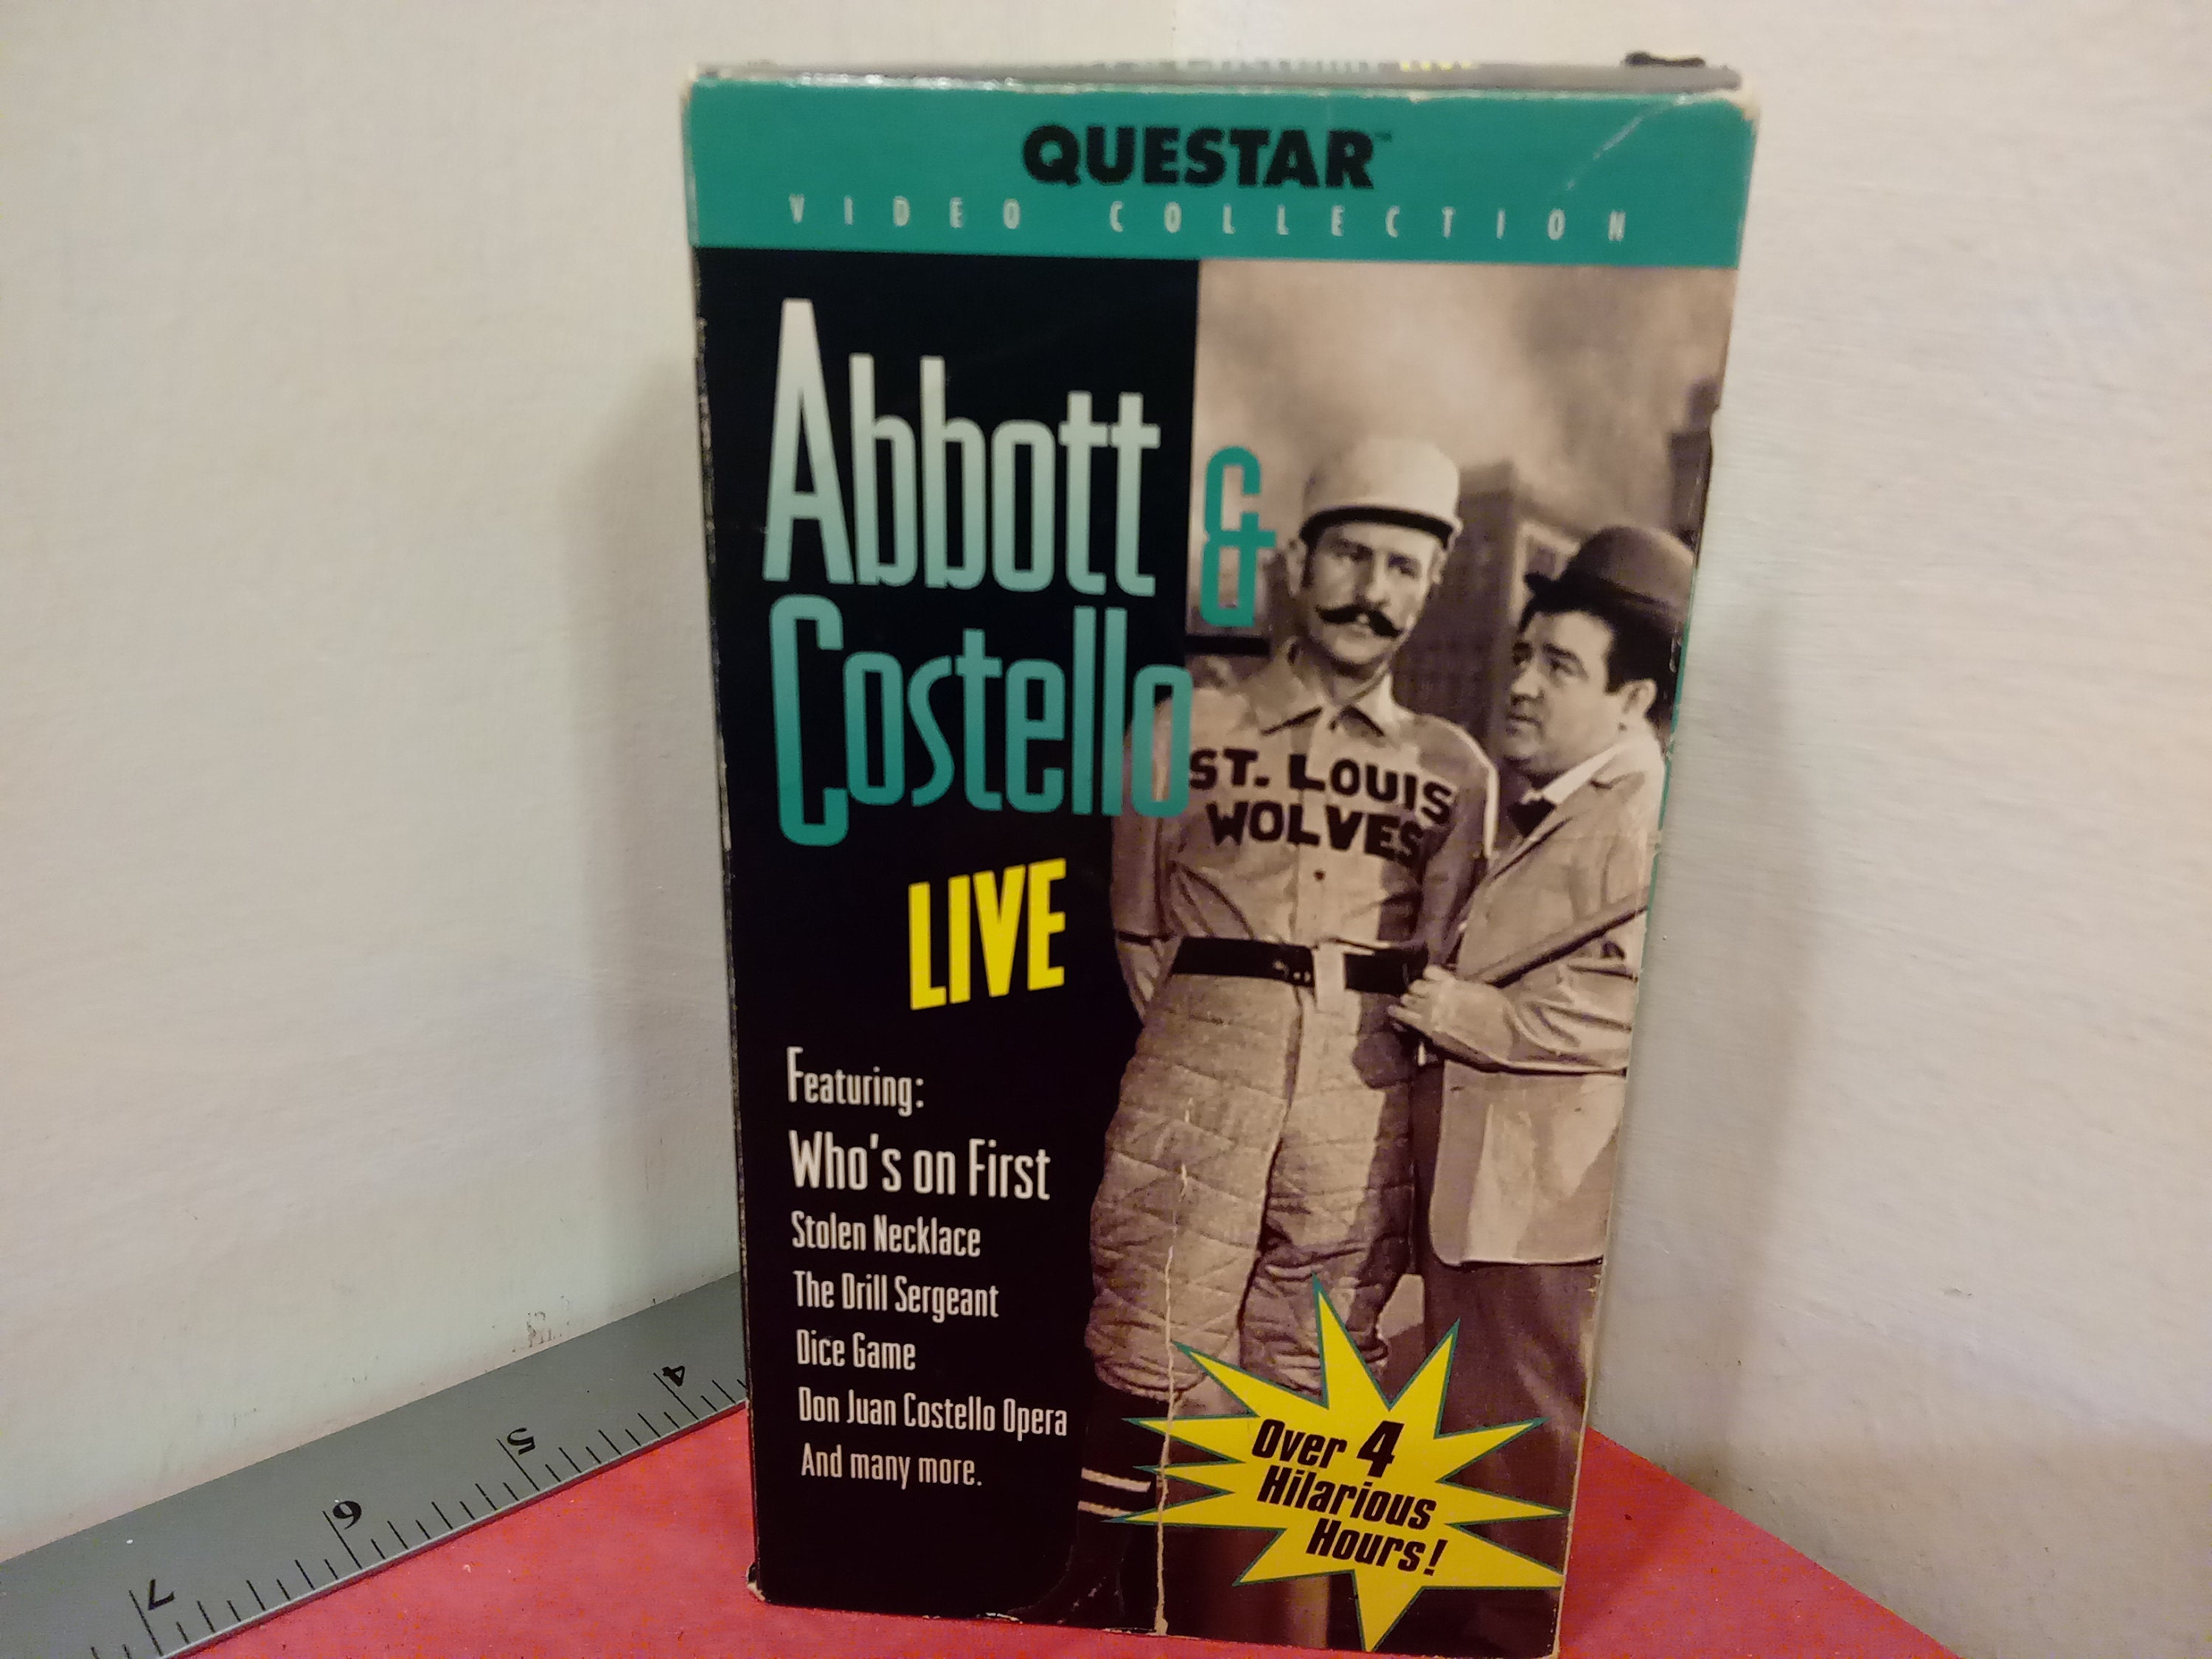 QUESTAR™
VIDEO COLLECTION
Abbott &
Costello
LIVE
ST. LOUIS
WOLVES
Featuring:
Who's on First
Stolen Necklace
The Drill Sergeant
Dice Game
Don Juan Costello Opera
And many more.
Over 4
Hilarious
Hours!
4
5
6
7